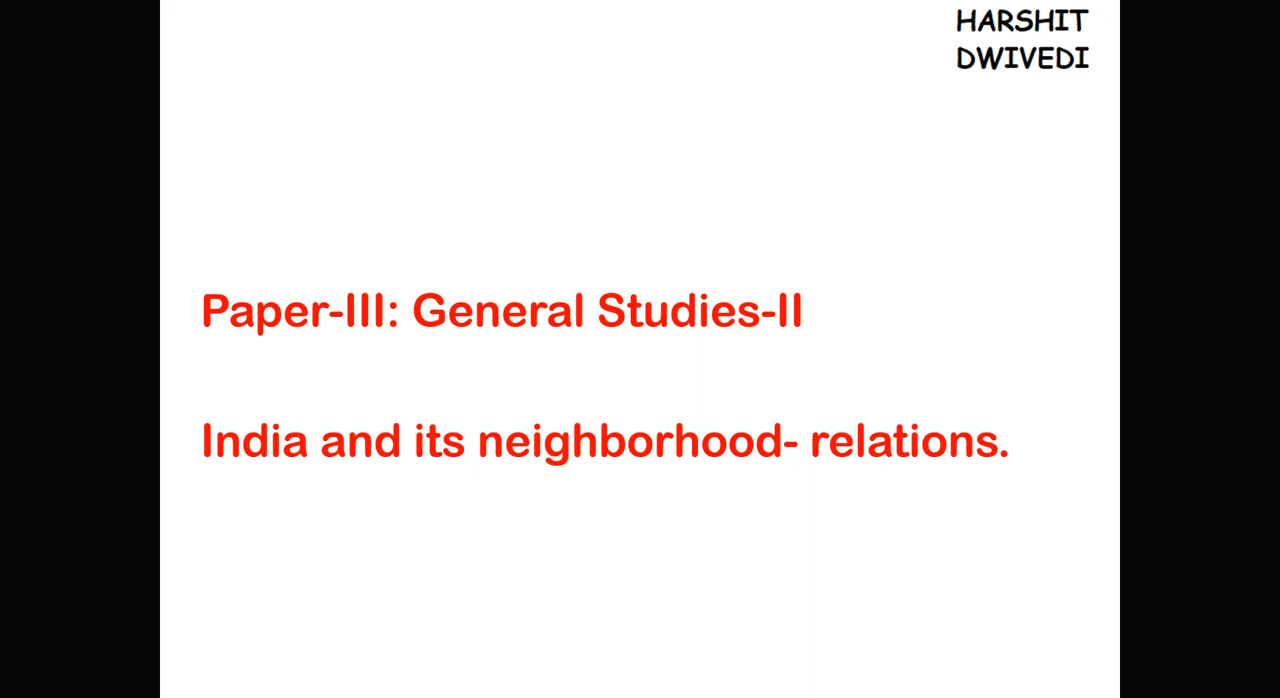 HARSHIT
DWIVEDI
Paper-III: General Studies-II
India and its neighborhood- relations.